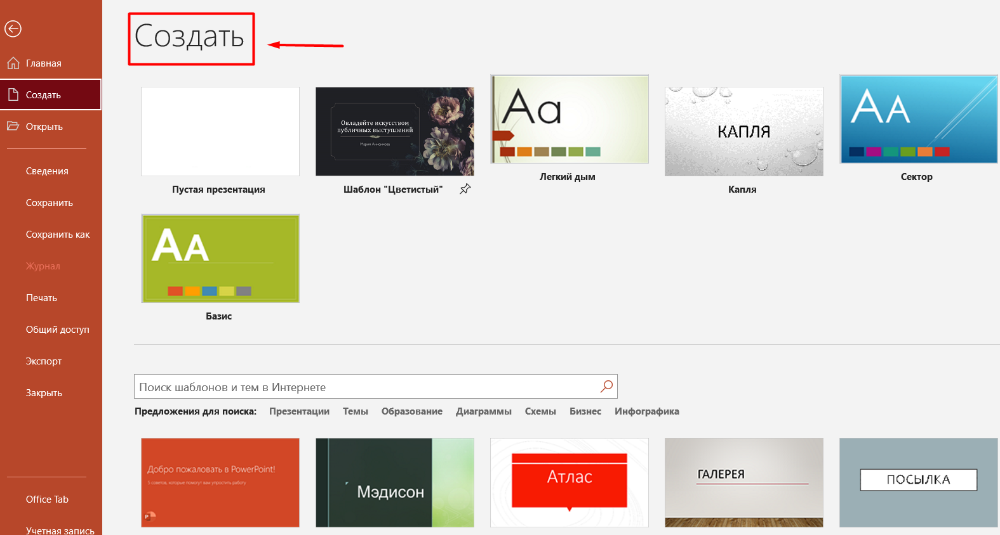 Создать
Главная
Создать
Открыть
Сведения
Сохранить
Сохранить как
Журнал
Печать
Общий доступ
Экспорт
Закрыть
Office Tab
Учетная запись
Овладейте искусством
публичных выступлений
Мария Анисимова
Aa
КАПЛЯ
AA
Пустая презентация
Шаблон "Цветистый"
Легкий дым
Капля
Сектор
AA
Базис
Поиск шаблонов и тем в Интернете
Предложения для поиска: Презентации Темы Образование Диаграммы Схемы Бизнес Инфографика
Добро пожаловать в PowerPoint!
5 советов, которые помогут вам упростить работу
P
Мэдисон
Атлас
ГАЛЕРЕЯ
ПОСЫЛКА